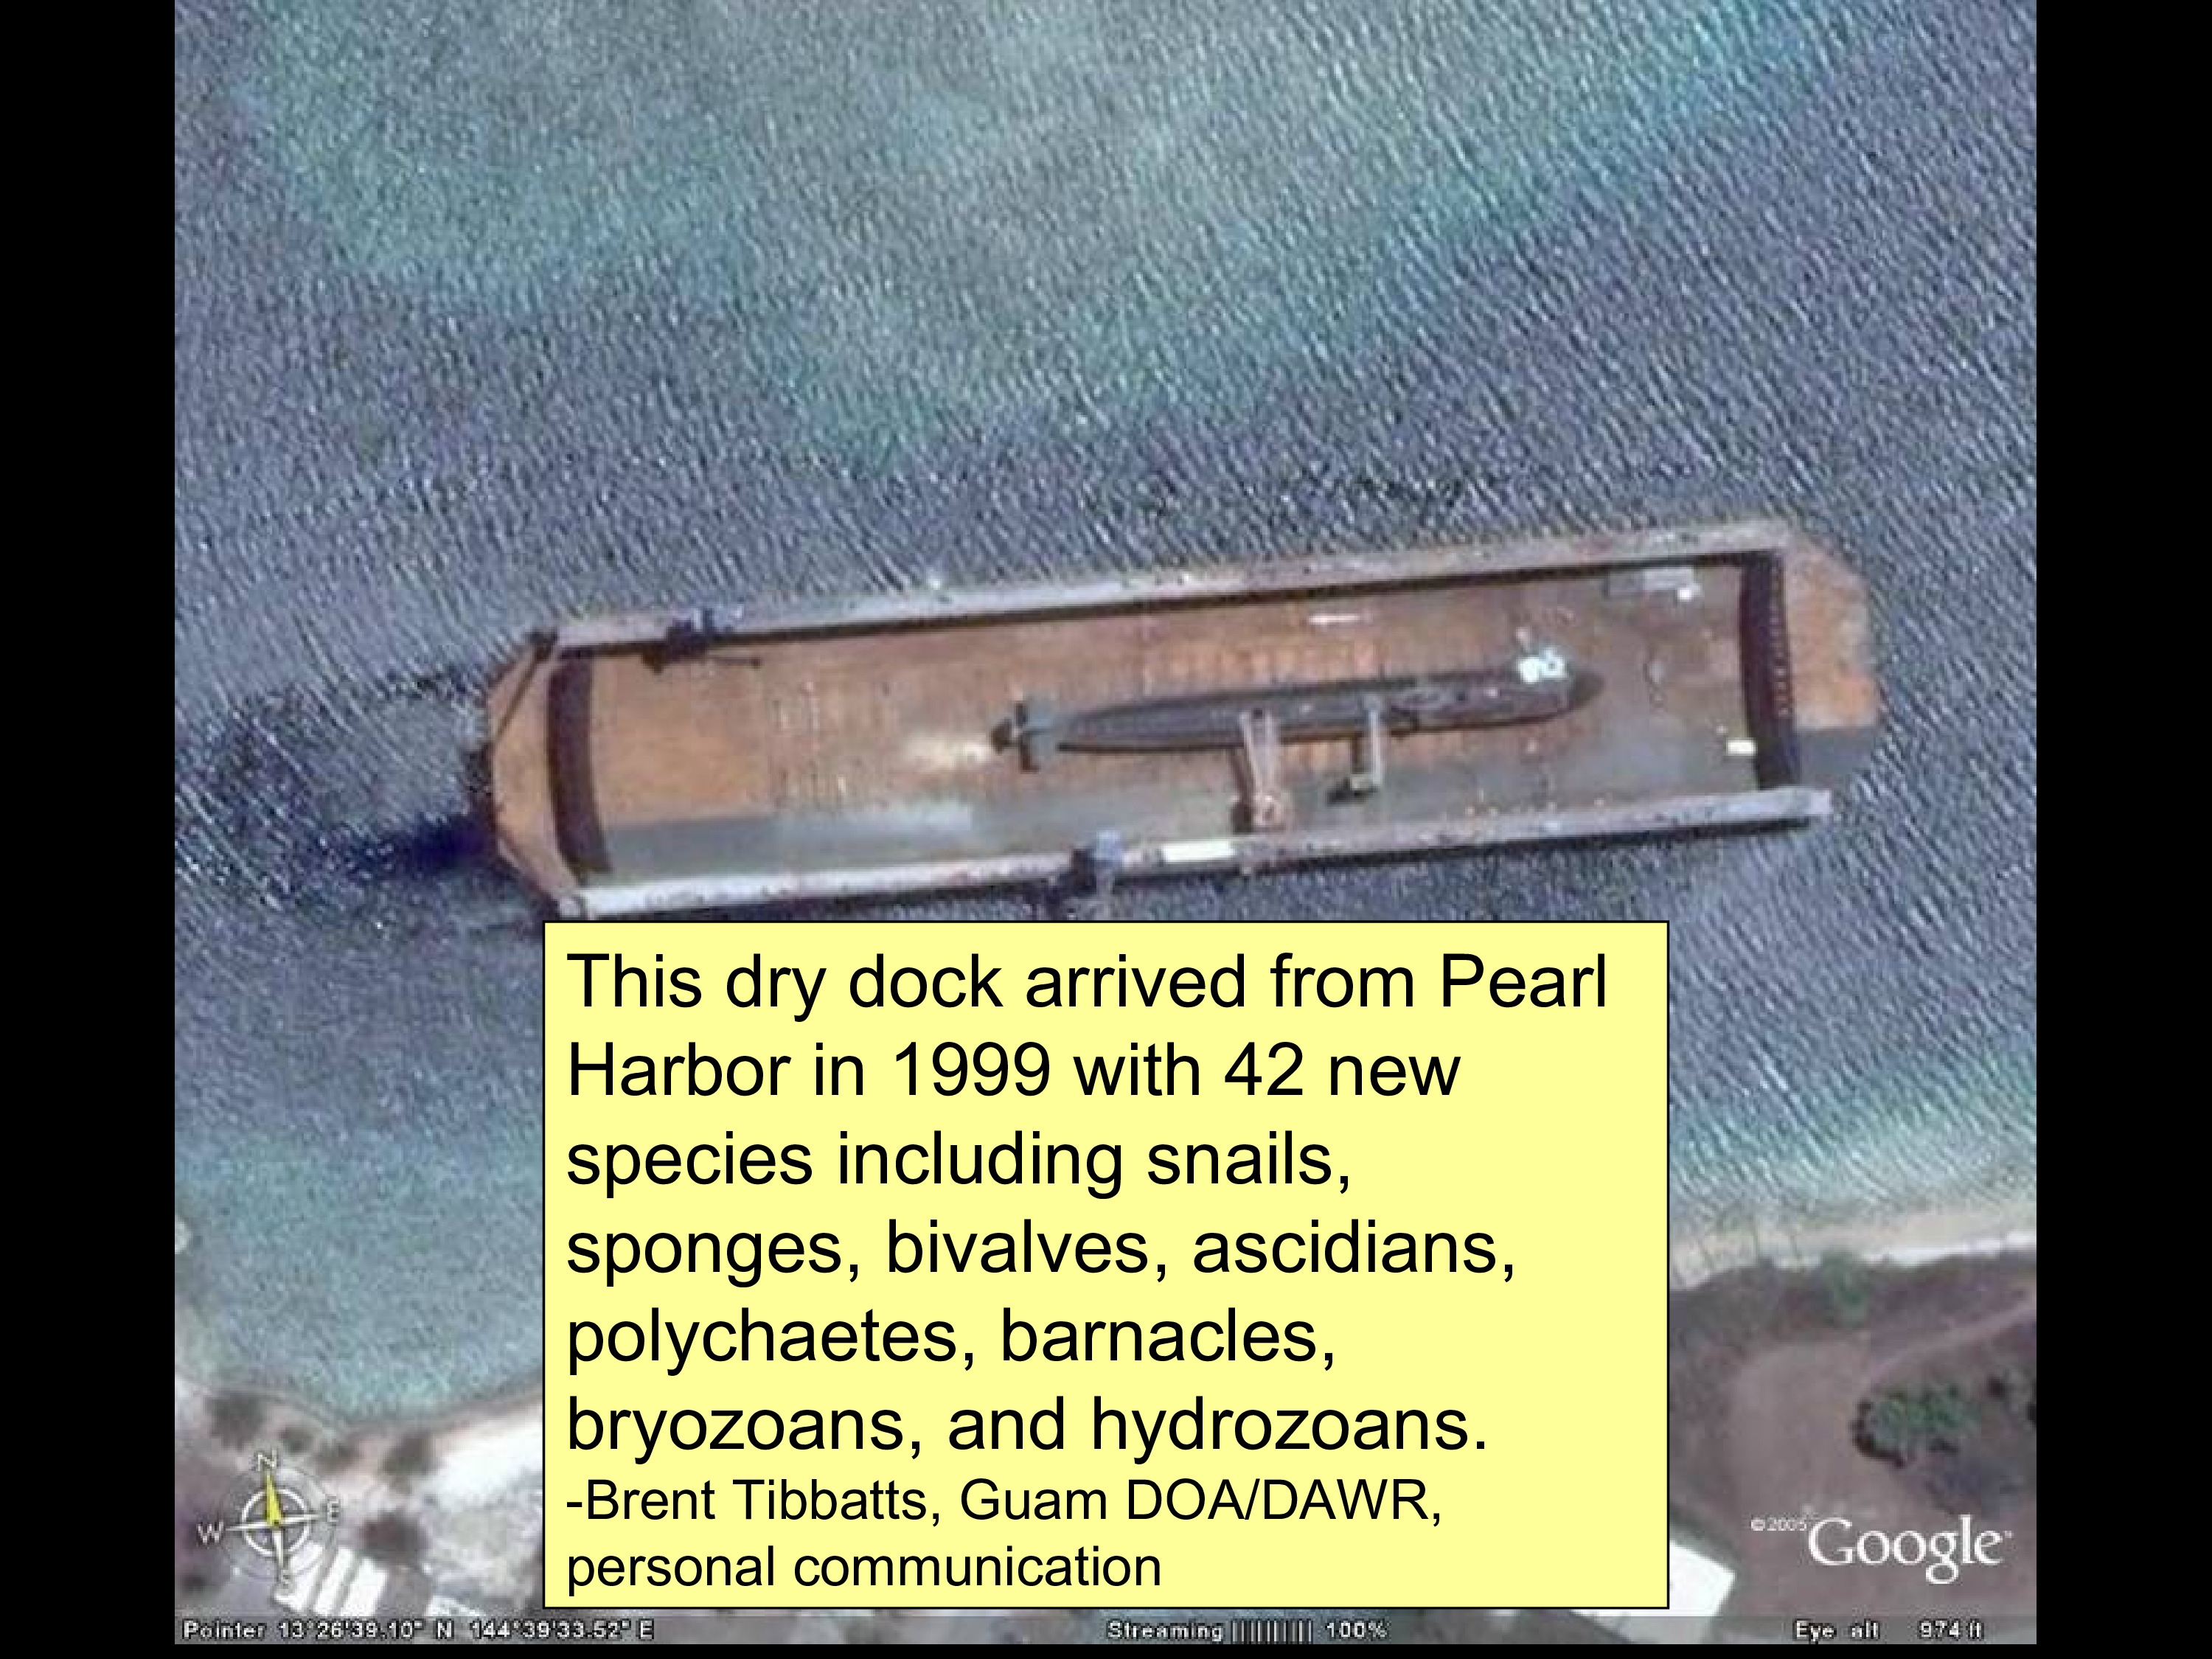 This dry dock arrived from Pearl
Harbor in 1999 with 42 new
species including snails,
sponges, bivalves, ascidians,
polychaetes, barnacles,
bryozoans, and hydrozoans.
-Brent Tibbatts, Guam DOA/DAWR,
personal communication
N
W E
S
©2005 Google™
Pointer 13°26'39.10" N 144°39'33.52" E Streaming |||||||||| 100% Eye alt 974 ft